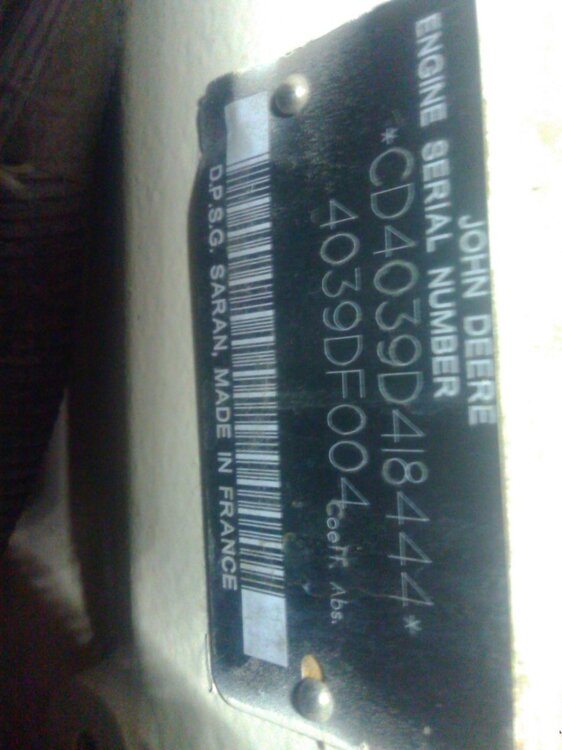 JOHN DEERE
ENGINE SERIAL NUMBER
*CD4039D418444*
4039DF004
Coeff. Abs.
D.P.S.G. SARAN, MADE IN FRANCE